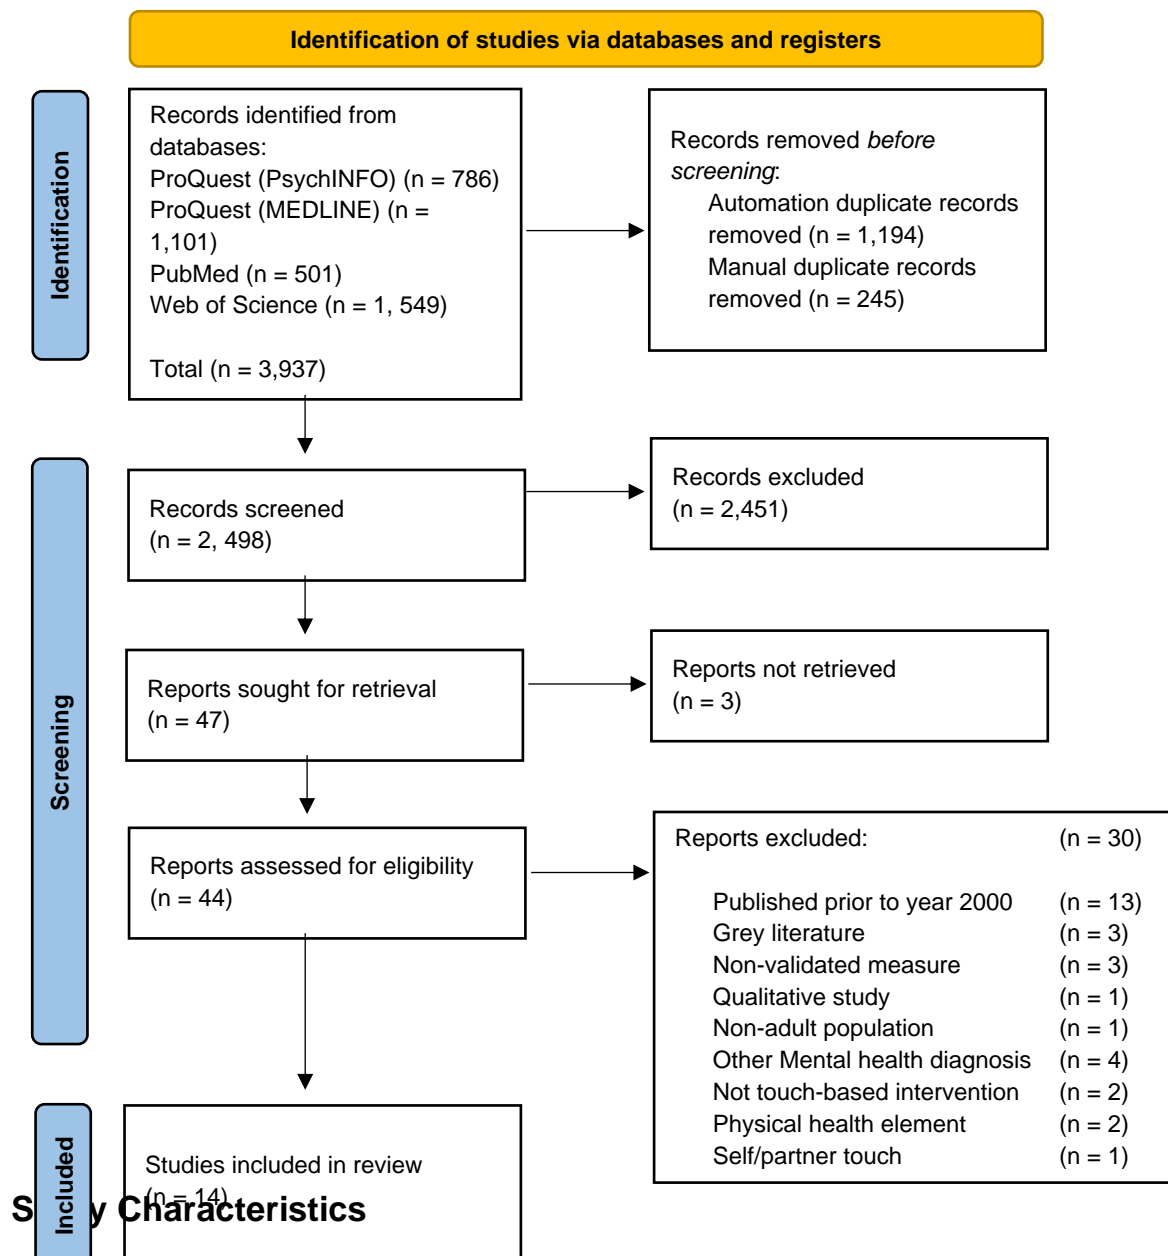 Identification of studies via databases and registers
Identification
Records identified from
databases:
ProQuest (PsychINFO) (n = 786)
ProQuest (MEDLINE) (n =
1,101)
PubMed (n = 501)
Web of Science (n = 1, 549)
Total (n = 3,937)
Records removed before
screening:
Automation duplicate records
removed (n = 1,194)
Manual duplicate records
removed (n = 245)
Screening
Records screened
(n = 2, 498)
Records excluded
(n = 2,451)
Reports sought for retrieval
(n = 47)
Reports not retrieved
(n = 3)
Reports assessed for eligibility
(n = 44)
Reports excluded: (n = 30)
Published prior to year 2000 (n = 13)
Grey literature (n = 3)
Non-validated measure (n = 3)
Qualitative study (n = 1)
Non-adult population (n = 1)
Other Mental health diagnosis (n = 4)
Not touch-based intervention (n = 2)
Physical health element (n = 2)
Self/partner touch (n = 1)
Included
Studies included in review
(n = 14)
Characteristics